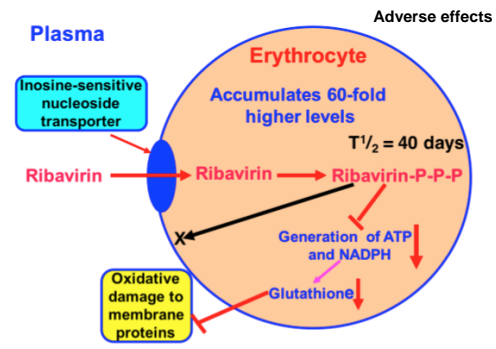 Adverse effects
Plasma
Erythrocyte
Inosine-sensitive
nucleoside
transporter
Accumulates 60-fold
higher levels
T½ = 40 days
Ribavirin
Ribavirin
Ribavirin-P-P-P
X
Generation of ATP
and NADPH
Glutathione
Oxidative
damage to
membrane
proteins